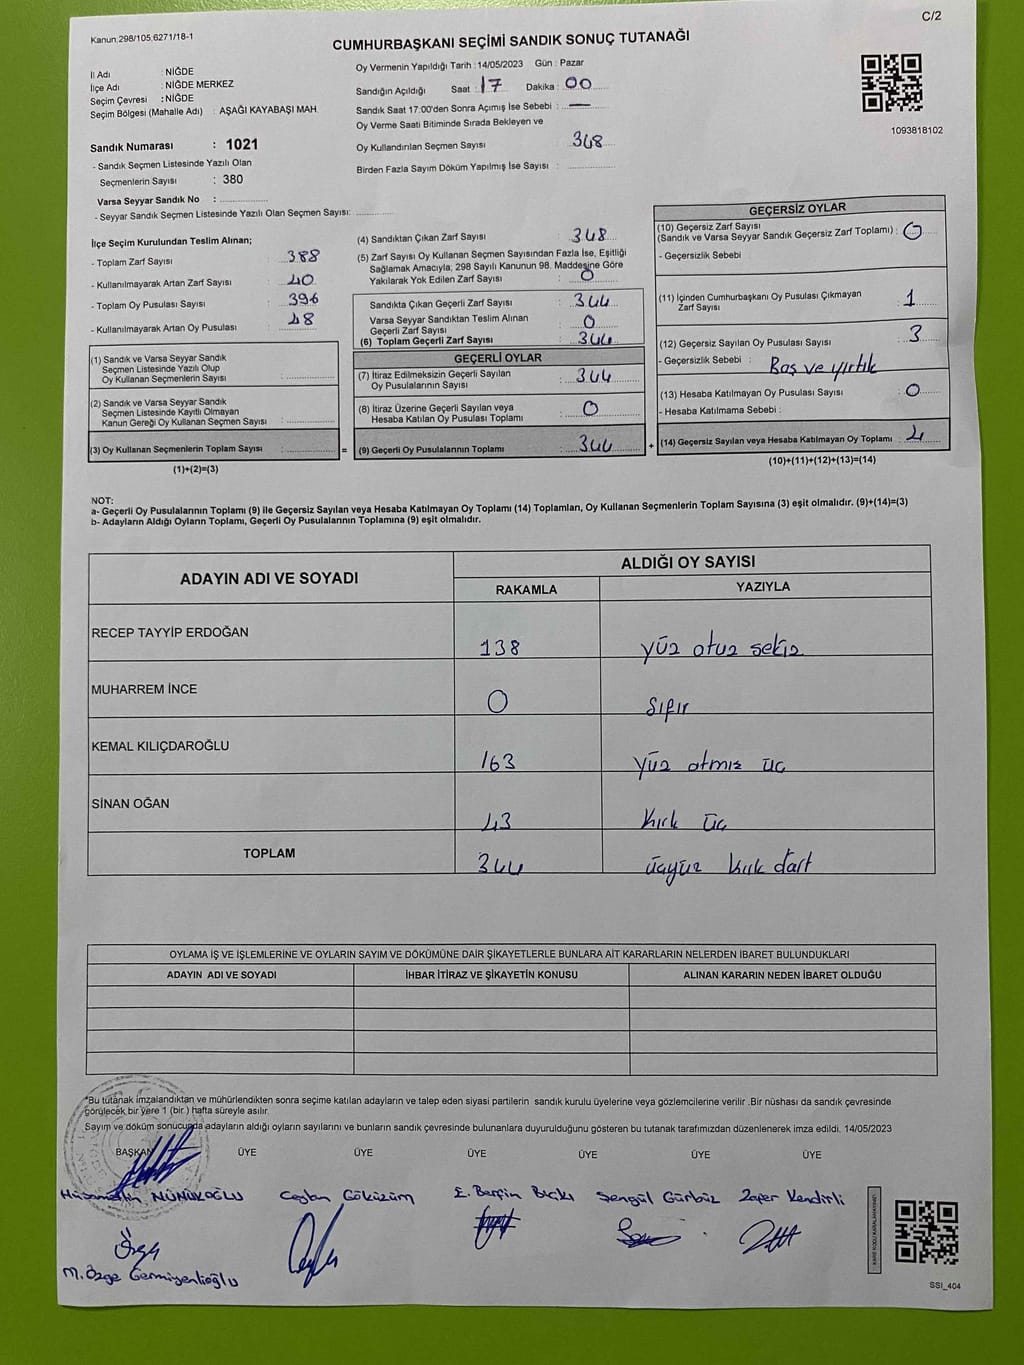 C/2
Kanun:298/105,6271/18-1
CUMHURBAŞKANI SEÇİMİ SANDIK SONUÇ TUTANAĞI
İl Adı : NİĞDE
İlçe Adı : NİĞDE MERKEZ
Seçim Çevresi : NİĞDE
Seçim Bölgesi (Mahalle Adı) : AŞAĞI KAYABAŞI MAH.
Sandık Numarası : 1021
- Sandık Seçmen Listesinde Yazılı Olan
Seçmenlerin Sayısı : 380
Varsa Seyyar Sandık No :
- Seyyar Sandık Seçmen Listesinde Yazılı Olan Seçmen Sayısı:
Oy Vermenin Yapıldığı Tarih : 14/05/2023 Gün : Pazar
Sandığın Açıldığı Saat : 17 Dakika : 00
Sandık Saat 17:00'den Sonra Açımış İse Sebebi : —
Oy Verme Saati Bitiminde Sırada Bekleyen ve
Oy Kullandırılan Seçmen Sayısı : 348
Birden Fazla Sayım Döküm Yapılmış İse Sayısı :
1093818102
İlçe Seçim Kurulundan Teslim Alınan;
- Toplam Zarf Sayısı : 388
- Kullanılmayarak Artan Zarf Sayısı : 40
- Toplam Oy Pusulası Sayısı : 396
- Kullanılmayarak Artan Oy Pusulası : 48
(1) Sandık ve Varsa Seyyar Sandık
Seçmen Listesinde Yazılı Olup
Oy Kullanan Seçmenlerin Sayısı :
(2) Sandık ve Varsa Seyyar Sandık
Seçmen Listesinde Kayıtlı Olmayan
Kanun Gereği Oy Kullanan Seçmen Sayısı :
(3) Oy Kullanan Seçmenlerin Toplam Sayısı : =
(1)+(2)=(3)
(4) Sandıktan Çıkan Zarf Sayısı : 348
(5) Zarf Sayısı Oy Kullanan Seçmen Sayısından Fazla İse, Eşitliği
Sağlamak Amacıyla, 298 Sayılı Kanunun 98. Maddesine Göre
Yakılarak Yok Edilen Zarf Sayısı : 0
Sandıkta Çıkan Geçerli Zarf Sayısı : 344
Varsa Seyyar Sandıktan Teslim Alınan
Geçerli Zarf Sayısı : 0
(6) Toplam Geçerli Zarf Sayısı : 344
GEÇERLİ OYLAR
(7) İtiraz Edilmeksizin Geçerli Sayılan
Oy Pusulalarının Sayısı : 344
(8) İtiraz Üzerine Geçerli Sayılan veya
Hesaba Katılan Oy Pusulası Toplamı : 0
(9) Geçerli Oy Pusulalarının Toplamı : 344 +
GEÇERSİZ OYLAR
(10) Geçersiz Zarf Sayısı
(Sandık ve Varsa Seyyar Sandık Geçersiz Zarf Toplamı) : 0
- Geçersizlik Sebebi :
(11) İçinden Cumhurbaşkanı Oy Pusulası Çıkmayan
Zarf Sayısı : 1
(12) Geçersiz Sayılan Oy Pusulası Sayısı : 3
- Geçersizlik Sebebi : Boş ve yırtık
(13) Hesaba Katılmayan Oy Pusulası Sayısı : 0
- Hesaba Katılmama Sebebi :
(14) Geçersiz Sayılan veya Hesaba Katılmayan Oy Toplamı : 4
(10)+(11)+(12)+(13)=(14)
NOT:
a- Geçerli Oy Pusulalarının Toplamı (9) ile Geçersiz Sayılan veya Hesaba Katılmayan Oy Toplamı (14) Toplamları, Oy Kullanan Seçmenlerin Toplam Sayısına (3) eşit olmalıdır. (9)+(14)=(3)
b- Adayların Aldığı Oyların Toplamı, Geçerli Oy Pusulalarının Toplamına (9) eşit olmalıdır.
ADAYIN ADI VE SOYADI ALDIĞI OY SAYISI
RAKAMLA YAZIYLA
RECEP TAYYİP ERDOĞAN 138 yüz otuz sekiz
MUHARREM İNCE 0 sıfır
KEMAL KILIÇDAROĞLU 163 yüz atmış üç
SİNAN OĞAN 43 kırk üç
TOPLAM 344 üçyüz kırk dört
OYLAMA İŞ VE İŞLEMLERİNE VE OYLARIN SAYIM VE DÖKÜMÜNE DAİR ŞİKAYETLERLE BUNLARA AİT KARARLARIN NELERDEN İBARET BULUNDUKLARI
ADAYIN ADI VE SOYADI İHBAR İTİRAZ VE ŞİKAYETİN KONUSU ALINAN KARARIN NEDEN İBARET OLDUĞU
*Bu tutanak imzalandıktan ve mühürlendikten sonra seçime katılan adayların ve talep eden siyasi partilerin sandık kurulu üyelerine veya gözlemcilerine verilir .Bir nüshası da sandık çevresinde
görülecek bir yere 1 (bir ) hafta süreyle asılır.
Sayım ve döküm sonucunda adayların aldığı oyların sayılarını ve bunların sandık çevresinde bulunanlara duyurulduğunu gösteren bu tutanak tarafımızdan düzenlenerek imza edildi. 14/05/2023
BAŞKAN ÜYE ÜYE ÜYE ÜYE ÜYE ÜYE
Hüsamettin NÜNÜKOĞLU Ceylan Göküzüm E. Berçin Bıçkı Şengül Gürbüz Zafer Kendirli
Özge
M. Özge Germiyenlioğlu
SSI_404